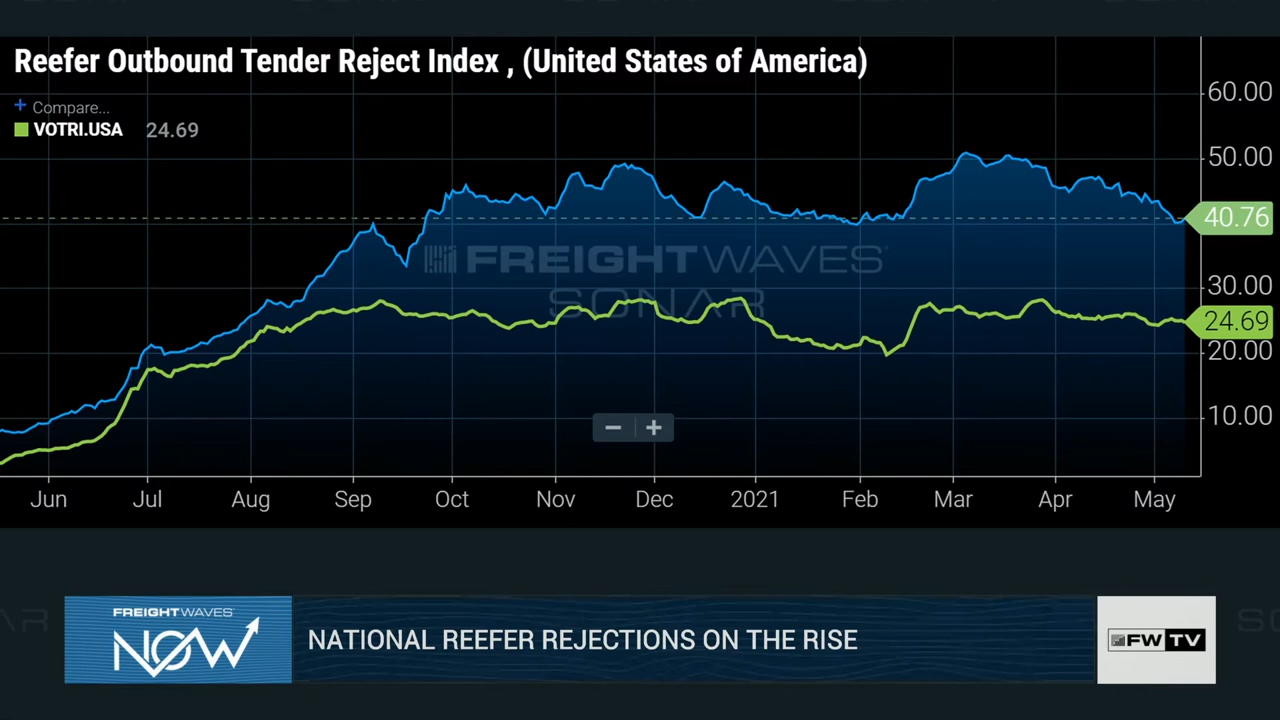 Reefer Outbound Tender Reject Index , (United States of America)
+ Compare...
VOTRI.USA 24.69
60.00
50.00
40.76
30.00
24.69
20.00
10.00
FREIGHTWAVES
SONAR
− +
Jun Jul Aug Sep Oct Nov Dec 2021 Feb Mar Apr May
FREIGHTWAVES
NOW
NATIONAL REEFER REJECTIONS ON THE RISE
FWTV